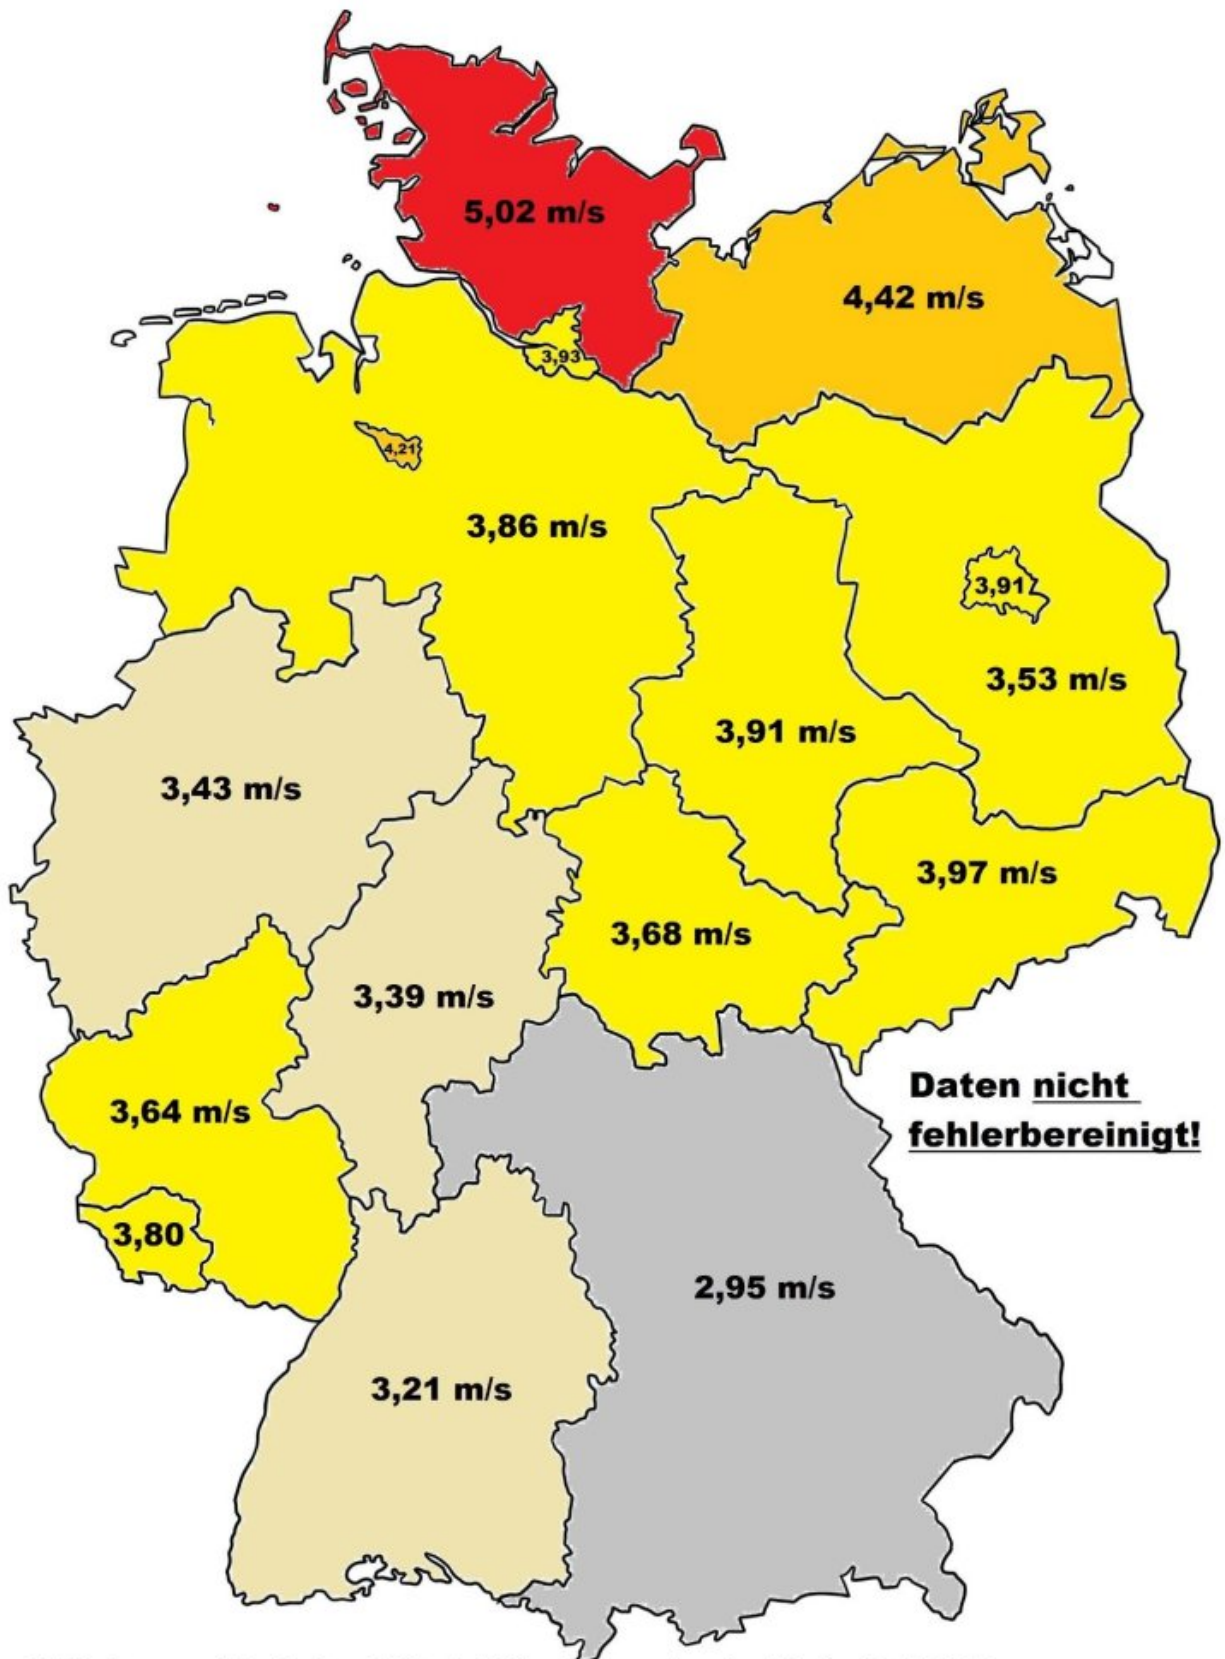 5,02 m/s
4,42 m/s
3,93
4,21
3,86 m/s
3,91
3,53 m/s
3,91 m/s
3,43 m/s
3,97 m/s
3,68 m/s
3,39 m/s
Daten nicht
fehlerbereinigt!
3,64 m/s
3,80
2,95 m/s
3,21 m/s